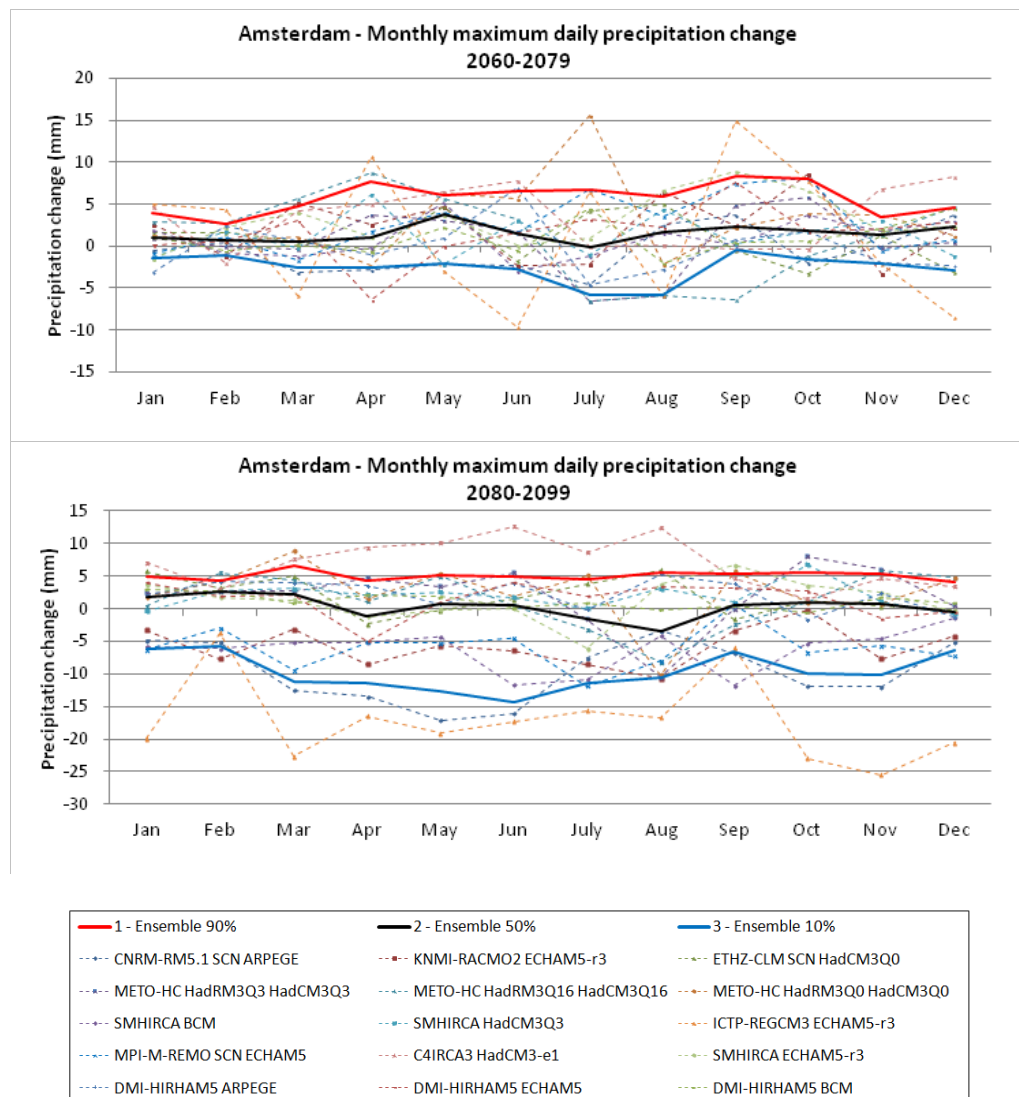 Amsterdam - Monthly maximum daily precipitation change
2060-2079
Precipitation change (mm)
20
15
10
5
0
-5
-10
-15
Jan Feb Mar Apr May Jun July Aug Sep Oct Nov Dec
Amsterdam - Monthly maximum daily precipitation change
2080-2099
Precipitation change (mm)
15
10
5
0
-5
-10
-15
-20
-25
-30
Jan Feb Mar Apr May Jun July Aug Sep Oct Nov Dec
1 - Ensemble 90% 2 - Ensemble 50% 3 - Ensemble 10%
CNRM-RM5.1 SCN ARPEGE KNMI-RACMO2 ECHAM5-r3 ETHZ-CLM SCN HadCM3Q0
METO-HC HadRM3Q3 HadCM3Q3 METO-HC HadRM3Q16 HadCM3Q16 METO-HC HadRM3Q0 HadCM3Q0
SMHIRCA BCM SMHIRCA HadCM3Q3 ICTP-REGCM3 ECHAM5-r3
MPI-M-REMO SCN ECHAM5 C4IRCA3 HadCM3-e1 SMHIRCA ECHAM5-r3
DMI-HIRHAM5 ARPEGE DMI-HIRHAM5 ECHAM5 DMI-HIRHAM5 BCM